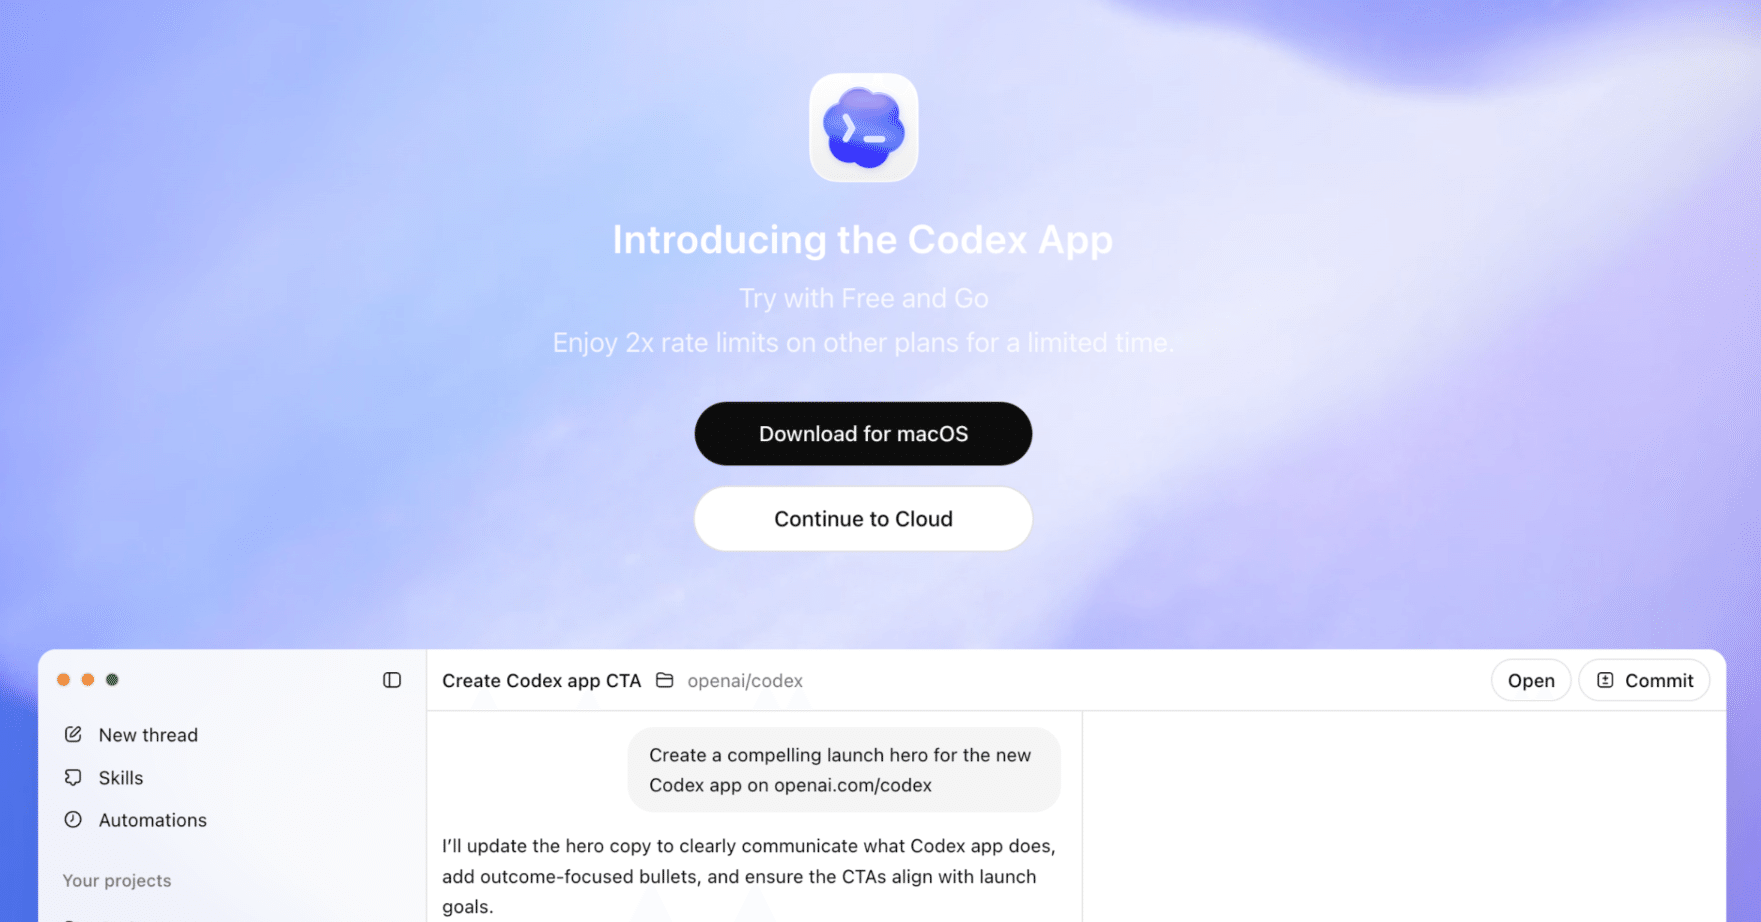 Introducing the Codex App
Try with Free and Go
Enjoy 2x rate limits on other plans for a limited time.
Download for macOS
Continue to Cloud
Create Codex app CTA openai/codex
Open
Commit
New thread
Skills
Automations
Your projects
Create a compelling launch hero for the new
Codex app on openai.com/codex
I’ll update the hero copy to clearly communicate what Codex app does,
add outcome-focused bullets, and ensure the CTAs align with launch
goals.